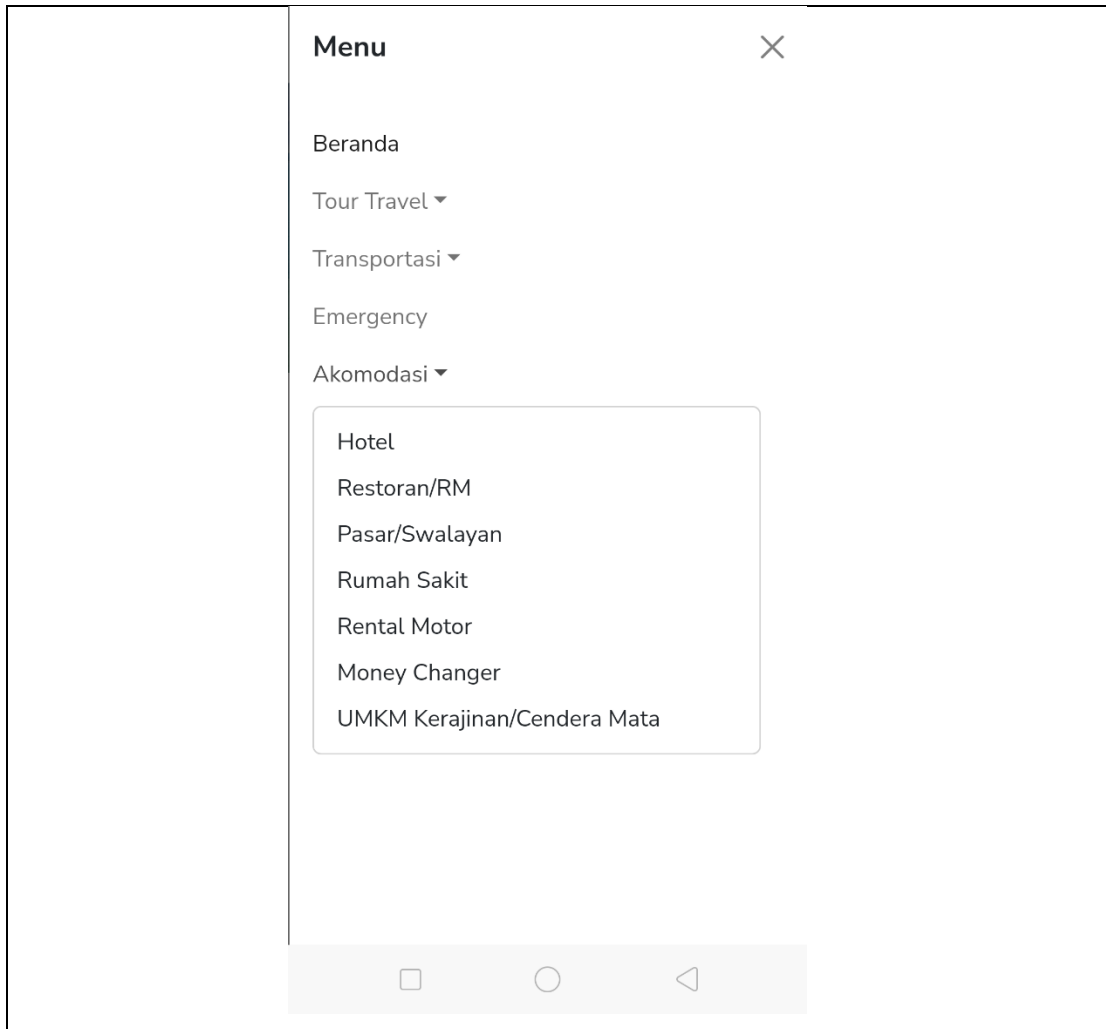 Menu
Beranda
Tour Travel
Transportasi
Emergency
Akomodasi
Hotel
Restoran/RM
Pasar/Swalayan
Rumah Sakit
Rental Motor
Money Changer
UMKM Kerajinan/Cendera Mata